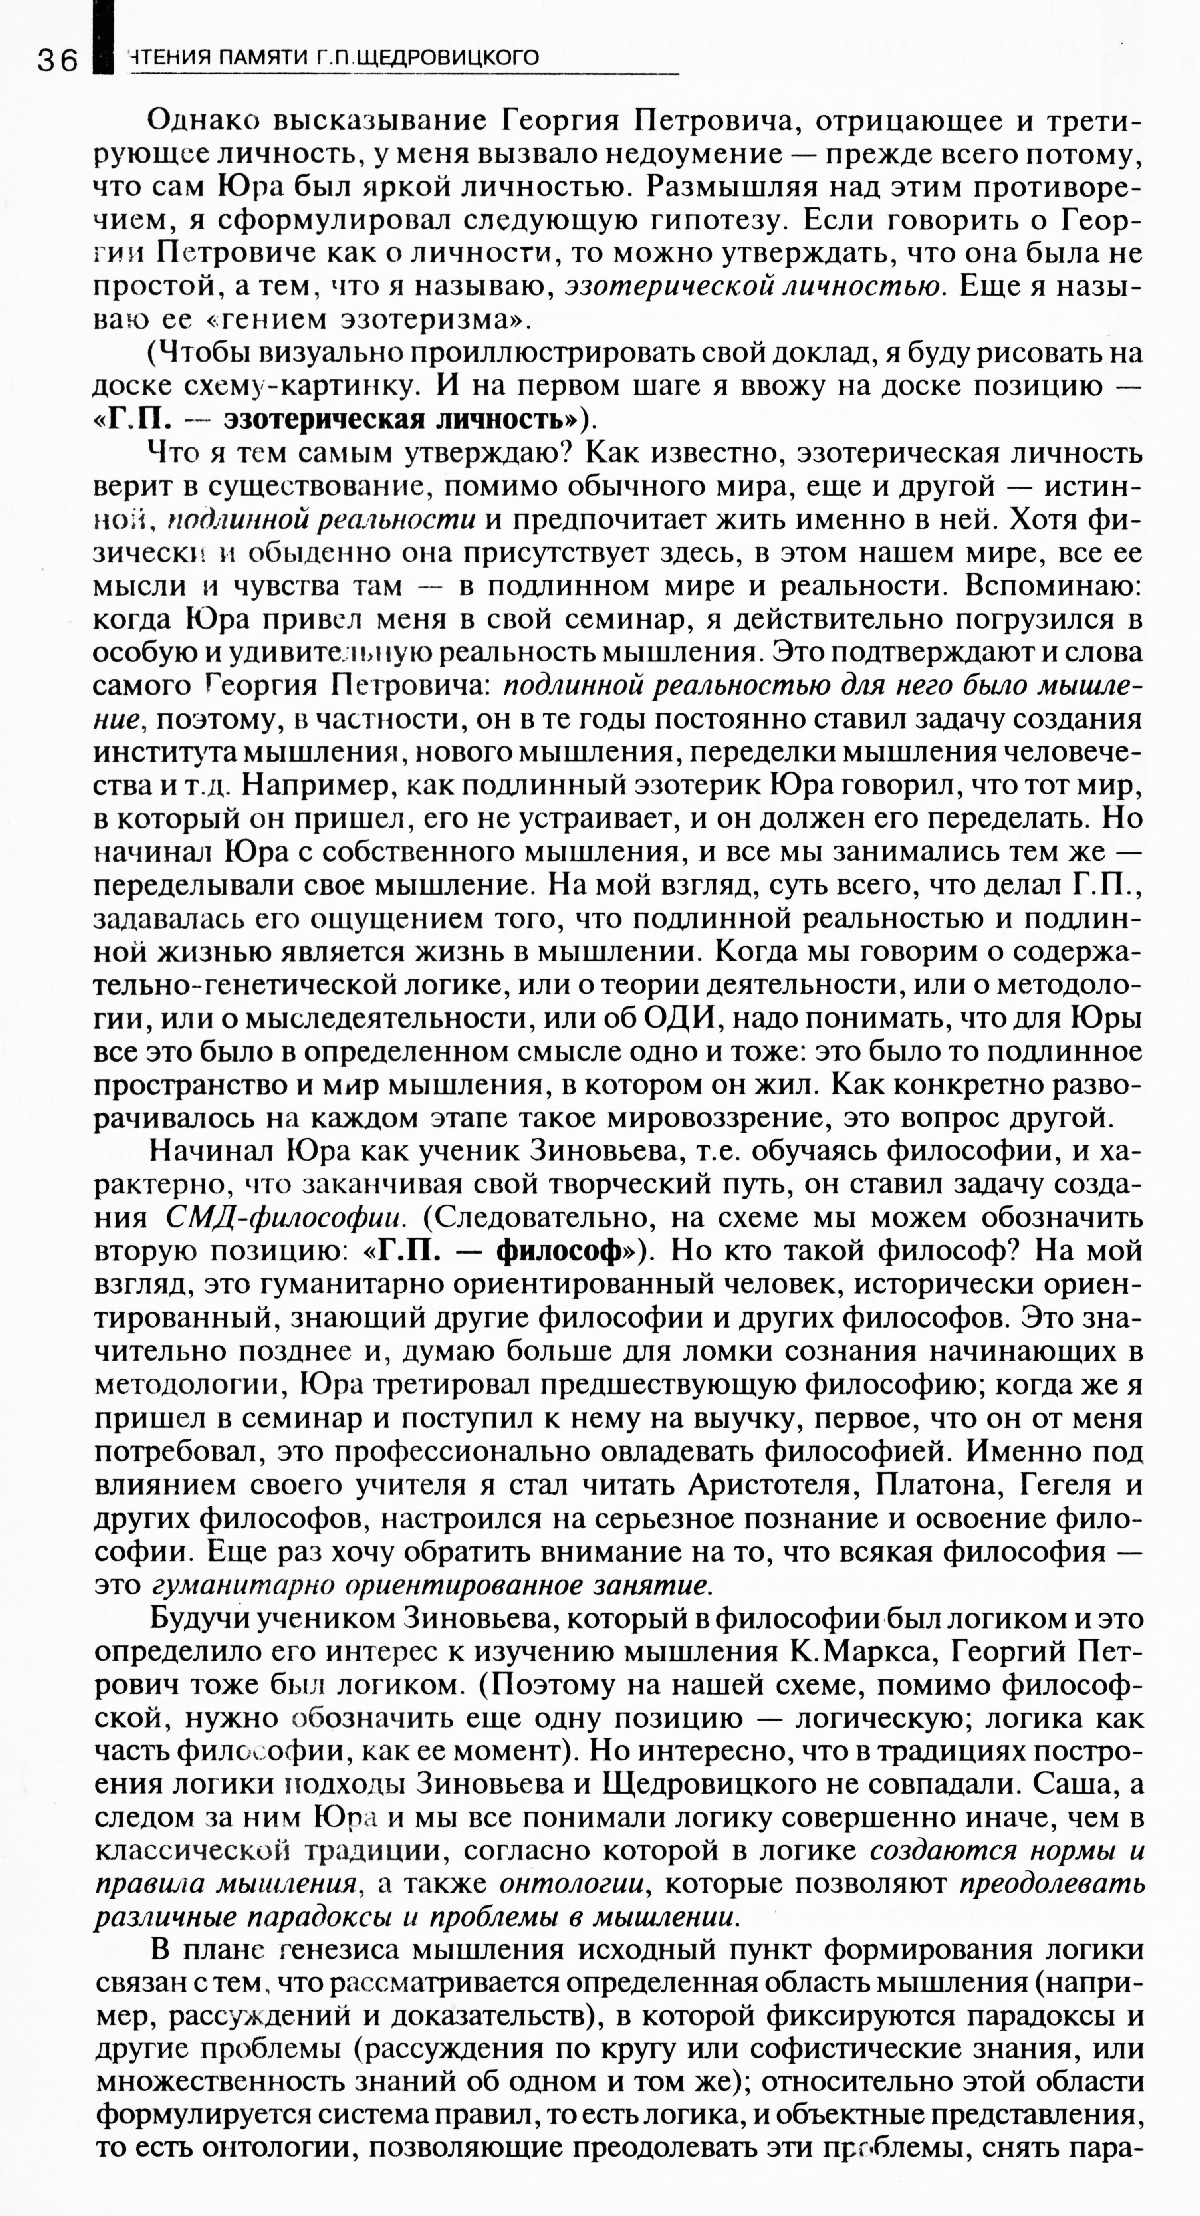 36 ЧТЕНИЯ ПАМЯТИ Г.П.ЩЕДРОВИЦКОГО
Однако высказывание Георгия Петровича, отрицающее и трети-
рующее личность, у меня вызвало недоумение — прежде всего потому,
что сам Юра был яркой личностью. Размышляя над этим противоре-
чием, я сформулировал следующую гипотезу. Если говорить о Геор-
гии Петровиче как о личности, то можно утверждать, что она была не
простой, а тем, что я называю, эзотерической личностью. Еще я назы-
ваю ее «гением эзотеризма».
(Чтобы визуально проиллюстрировать свой доклад, я буду рисовать на
доске схему-картинку. И на первом шаге я ввожу на доске позицию —
«Г.П. — эзотерическая личность»).
Что я тем самым утверждаю? Как известно, эзотерическая личность
верит в существование, помимо обычного мира, еще и другой — истин-
ной, подлинной реальности и предпочитает жить именно в ней. Хотя фи-
зически и обыденно она присутствует здесь, в этом нашем мире, все ее
мысли и чувства там — в подлинном мире и реальности. Вспоминаю:
когда Юра привел меня в свой семинар, я действительно погрузился в
особую и удивительную реальность мышления. Это подтверждают и слова
самого Георгия Петровича: подлинной реальностью для него было мышле-
ние, поэтому, в частности, он в те годы постоянно ставил задачу создания
института мышления, нового мышления, переделки мышления человече-
ства и т.д. Например, как подлинный эзотерик Юра говорил, что тот мир,
в который он пришел, его не устраивает, и он должен его переделать. Но
начинал Юра с собственного мышления, и все мы занимались тем же —
переделывали свое мышление. На мой взгляд, суть всего, что делал Г.П.,
задавалась его ощущением того, что подлинной реальностью и подлин-
ной жизнью является жизнь в мышлении. Когда мы говорим о содержа-
тельно-генетической логике, или о теории деятельности, или о методоло-
гии, или о мыследеятельности, или об ОДИ, надо понимать, что для Юры
все это было в определенном смысле одно и тоже: это было то подлинное
пространство и мир мышления, в котором он жил. Как конкретно разво-
рачивалось на каждом этапе такое мировоззрение, это вопрос другой.
Начинал Юра как ученик Зиновьева, т.е. обучаясь философии, и ха-
рактерно, что заканчивая свой творческий путь, он ставил задачу созда-
ния СМД-философии. (Следовательно, на схеме мы можем обозначить
вторую позицию: «Г.П. — философ»). Но кто такой философ? На мой
взгляд, это гуманитарно ориентированный человек, исторически ориен-
тированный, знающий другие философии и других философов. Это зна-
чительно позднее и, думаю больше для ломки сознания начинающих в
методологии, Юра третировал предшествующую философию; когда же я
пришел в семинар и поступил к нему на выучку, первое, что он от меня
потребовал, это профессионально овладевать философией. Именно под
влиянием своего учителя я стал читать Аристотеля, Платона, Гегеля и
других философов, настроился на серьезное познание и освоение фило-
софии. Еще раз хочу обратить внимание на то, что всякая философия —
это гуманитарно ориентированное занятие.
Будучи учеником Зиновьева, который в философии был логиком и это
определило его интерес к изучению мышления К.Маркса, Георгий Пет-
рович тоже был логиком. (Поэтому на нашей схеме, помимо философ-
ской, нужно обозначить еще одну позицию — логическую; логика как
часть философии, как ее момент). Но интересно, что в традициях постро-
ения логики подходы Зиновьева и Щедровицкого не совпадали. Саша, а
следом за ним Юра и мы все понимали логику совершенно иначе, чем в
классической традиции, согласно которой в логике создаются нормы и
правила мышления, а также онтологии, которые позволяют преодолевать
различные парадоксы и проблемы в мышлении.
В плане генезиса мышления исходный пункт формирования логики
связан с тем, что рассматривается определенная область мышления (напри-
мер, рассуждений и доказательств), в которой фиксируются парадоксы и
другие проблемы (рассуждения по кругу или софистические знания, или
множественность знаний об одном и том же); относительно этой области
формулируется система правил, то есть логика, и объектные представления,
то есть онтологии, позволяющие преодолевать эти проблемы, снять пара-